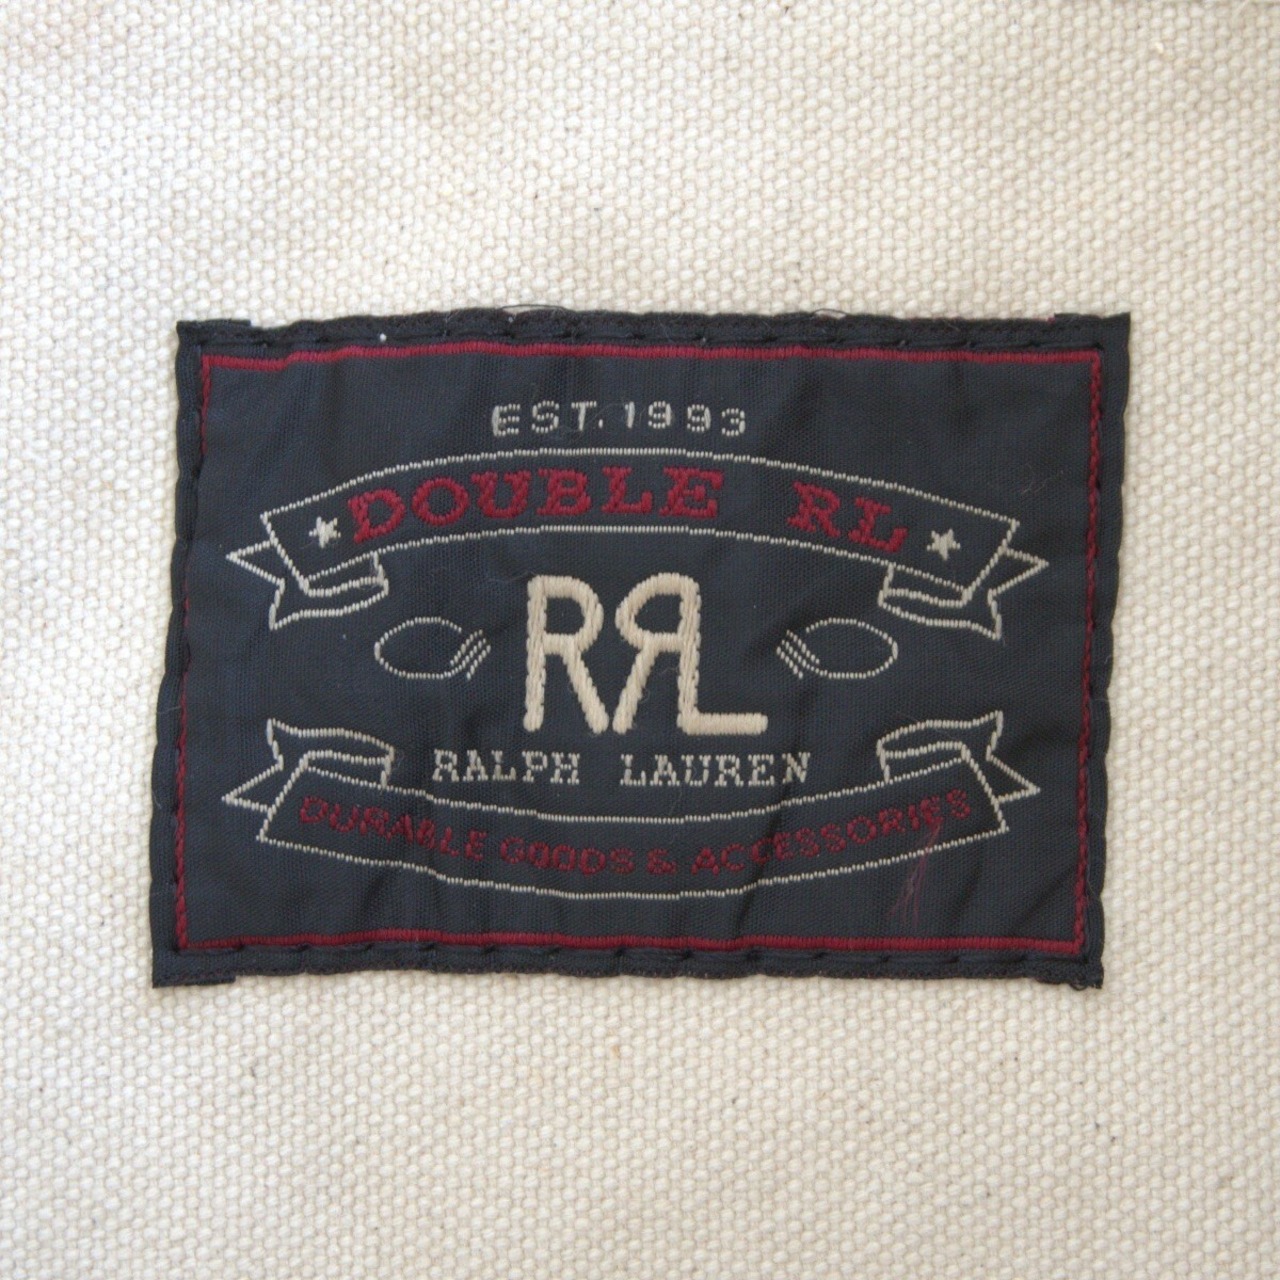 EST. 1993
DOUBLE RL
RRL
RALPH LAUREN
DURABLE GOODS & ACCESSORIES